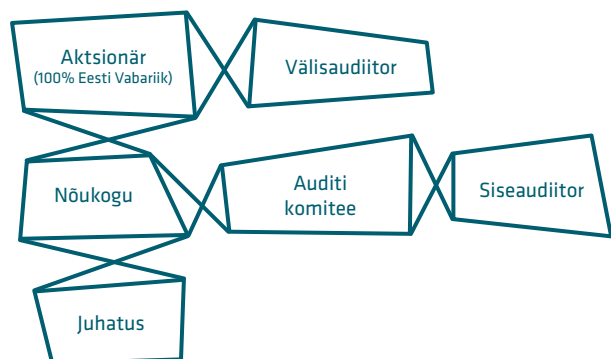 Aktsionär
(100% Eesti Vabariik)
Välisaudiitor
Nõukogu
Auditi
komitee
Siseaudiitor
Juhatus